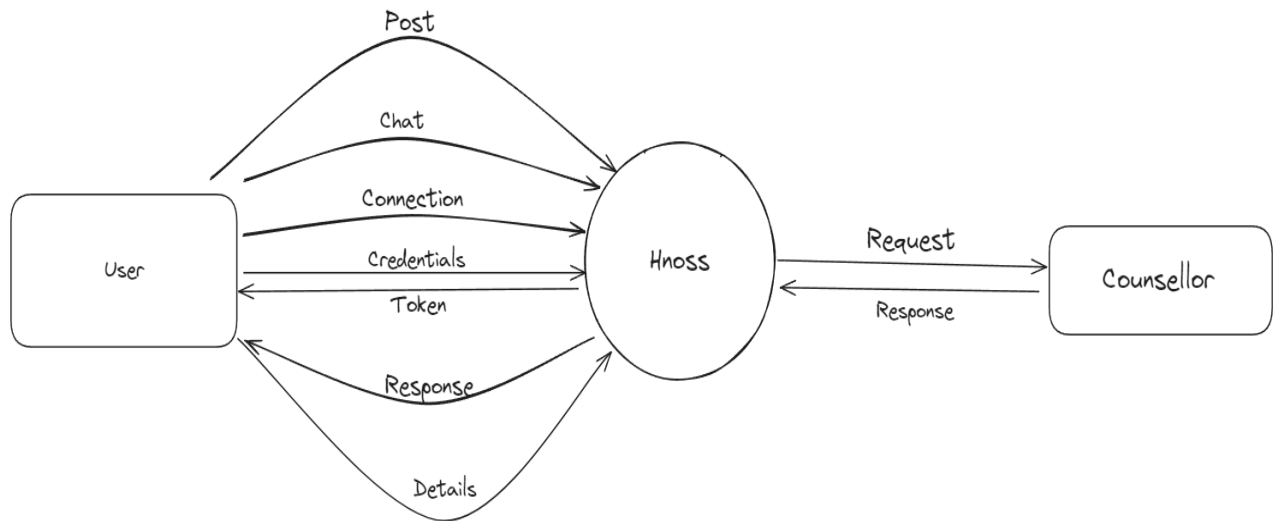 Post
Chat
Connection
Credentials
Token
Response
Details
User
Hnoss
Request
Response
Counsellor